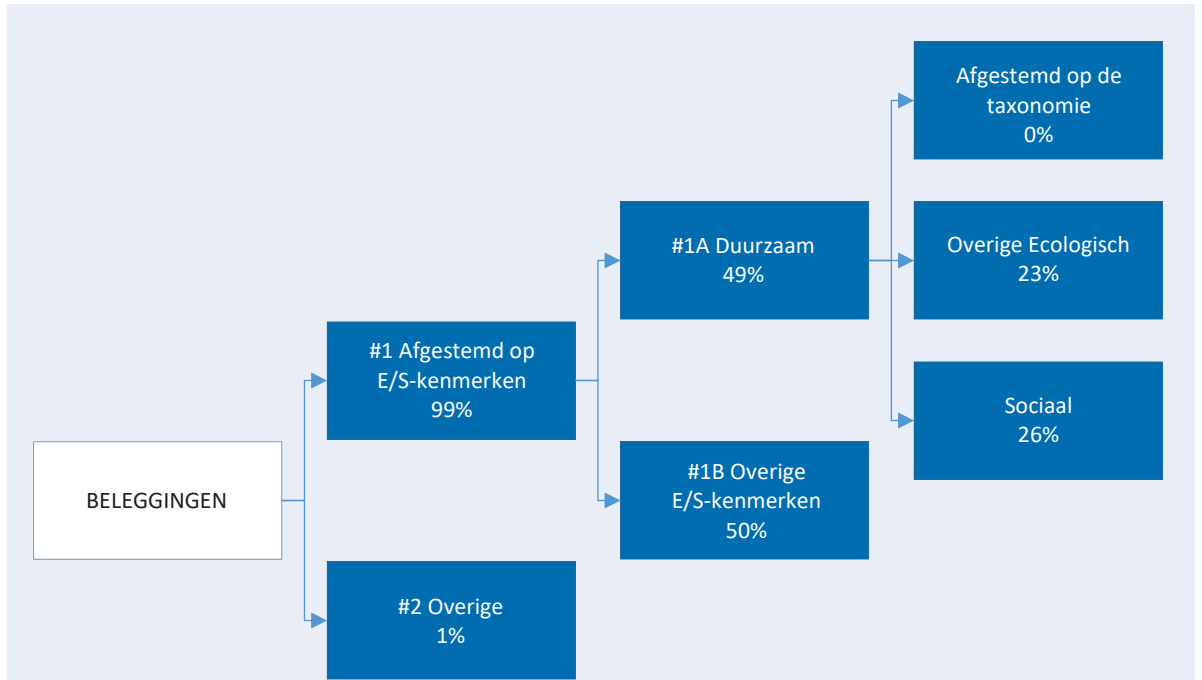 BELEGGINGEN
#1 Afgestemd op
E/S-kenmerken
99%
#2 Overige
1%
#1A Duurzaam
49%
#1B Overige
E/S-kenmerken
50%
Afgestemd op de
taxonomie
0%
Overige Ecologisch
23%
Sociaal
26%